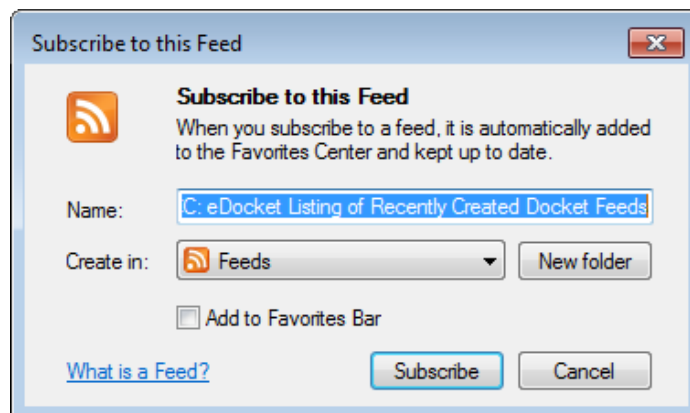 Subscribe to this Feed
Subscribe to this Feed
When you subscribe to a feed, it is automatically added
to the Favorites Center and kept up to date.
Name: C: eDocket Listing of Recently Created Docket Feeds
Create in: Feeds New folder
Add to Favorites Bar
What is a Feed? Subscribe Cancel